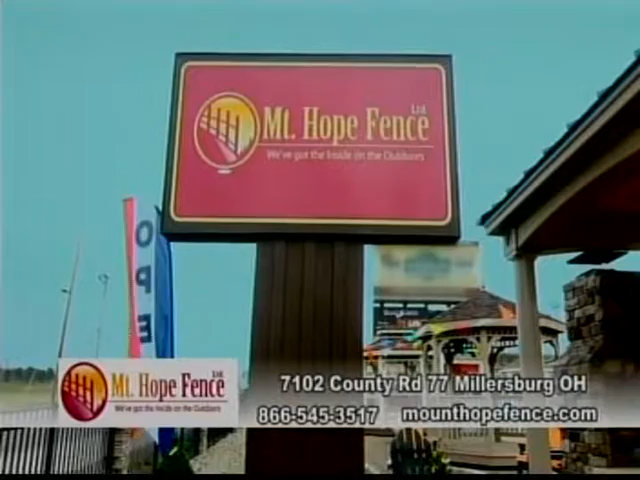 Mt. Hope Fence Ltd.
We've got the Inside on the Outdoors
OPE
Mt. Hope Fence Ltd.
We've got the Inside on the Outdoors
7102 County Rd 77 Millersburg OH
866-545-3517 mounthopefence.com